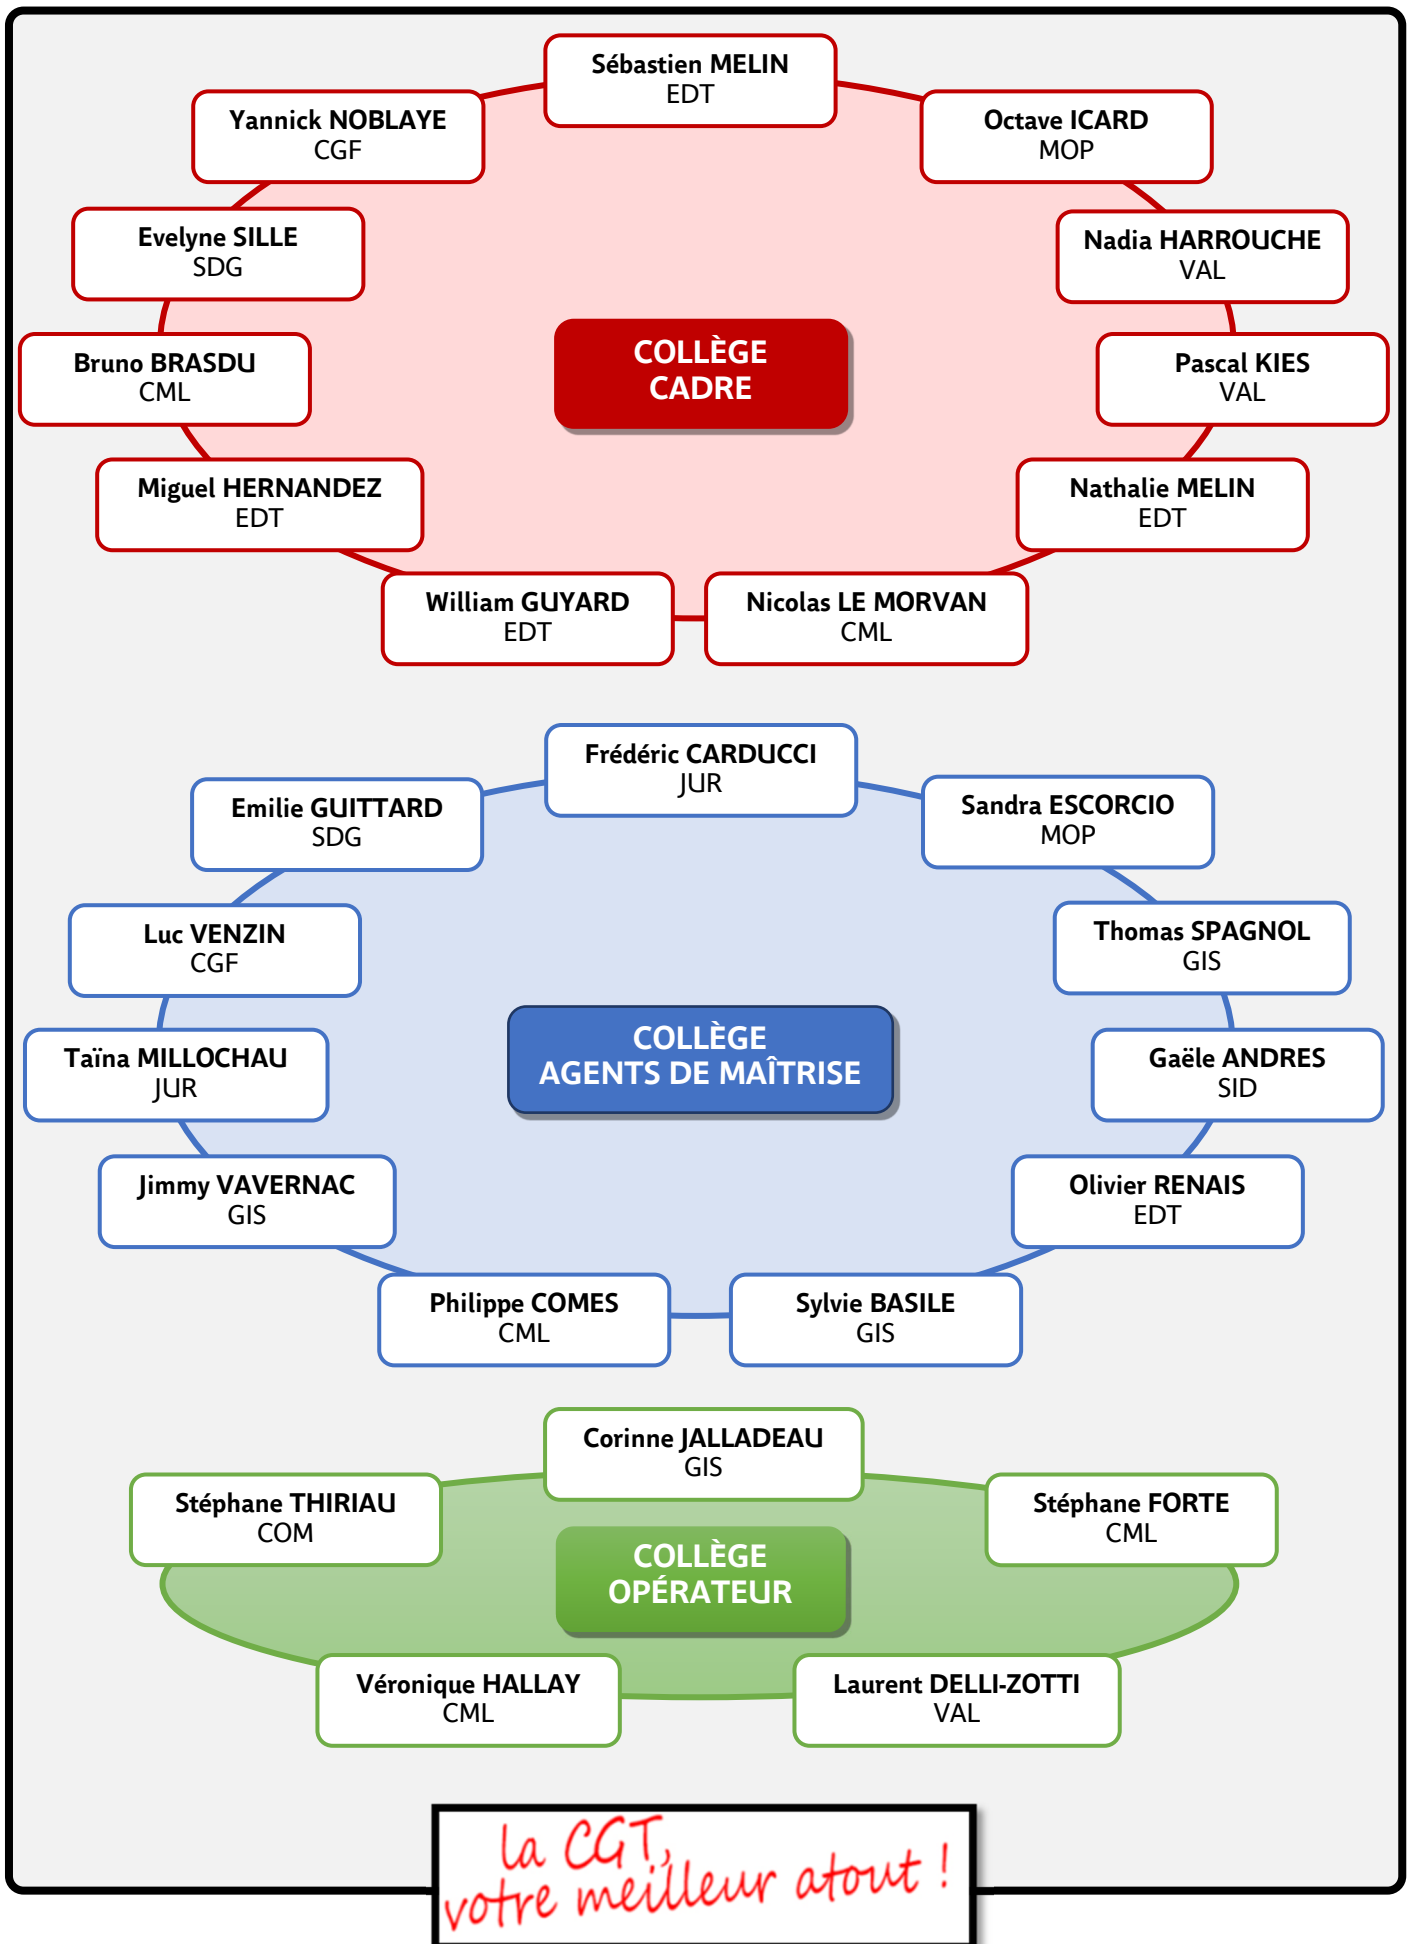 Sébastien MELIN
EDT
Yannick NOBLAYE
CGF
Octave ICARD
MOP
Evelyne SILLE
SDG
Nadia HARROUCHE
VAL
COLLÈGE
CADRE
Bruno BRASDU
CML
Pascal KIES
VAL
Miguel HERNANDEZ
EDT
Nathalie MELIN
EDT
William GUYARD
EDT
Nicolas LE MORVAN
CML
Frédéric CARDUCCI
JUR
Emilie GUITTARD
SDG
Sandra ESCORCIO
MOP
Luc VENZIN
CGF
Thomas SPAGNOL
GIS
COLLÈGE
AGENTS DE MAÎTRISE
Taïna MILLOCHAU
JUR
Gaële ANDRES
SID
Jimmy VAVERNAC
GIS
Olivier RENAIS
EDT
Philippe COMES
CML
Sylvie BASILE
GIS
Corinne JALLADEAU
GIS
Stéphane THIRIAU
COM
Stéphane FORTE
CML
COLLÈGE
OPÉRATEUR
Véronique HALLAY
CML
Laurent DELLI-ZOTTI
VAL
la CGT,
votre meilleur atout !